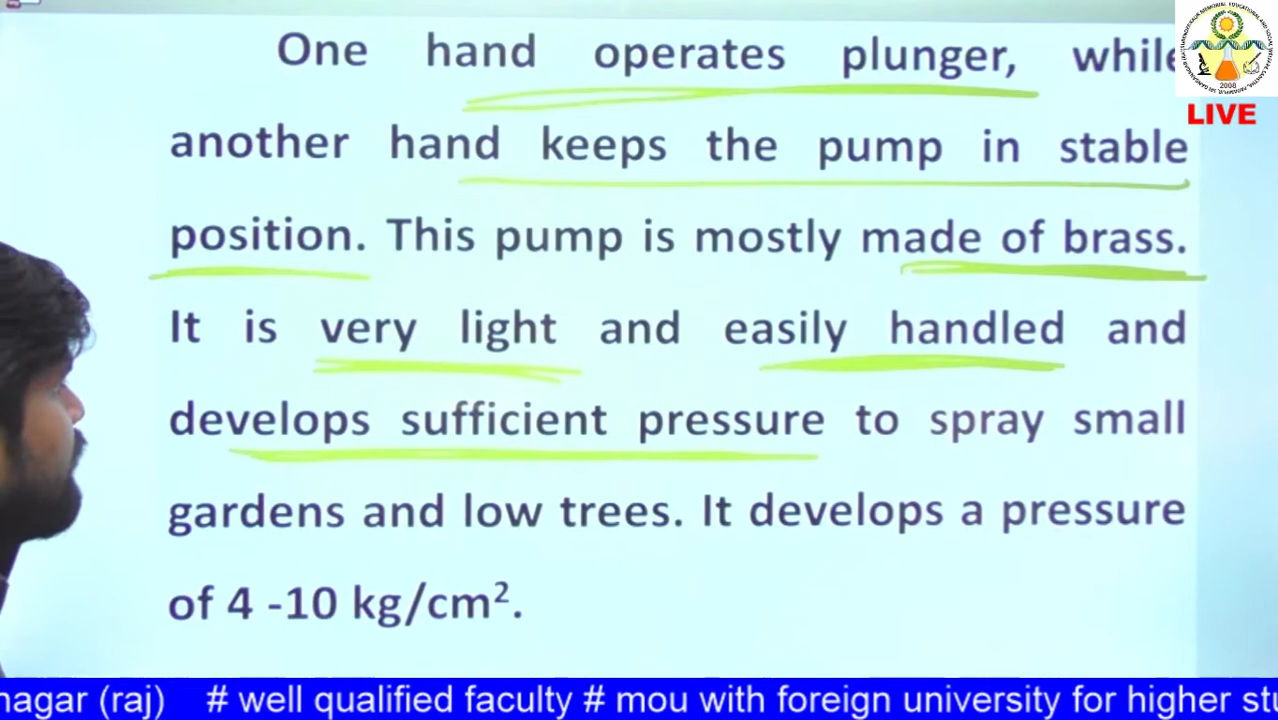 One hand operates plunger, while
another hand keeps the pump in stable
position. This pump is mostly made of brass.
It is very light and easily handled and
develops sufficient pressure to spray small
gardens and low trees. It develops a pressure
of 4 -10 kg/cm².
2008
LIVE
nagar (raj) # well qualified faculty # mou with foreign university for higher stu